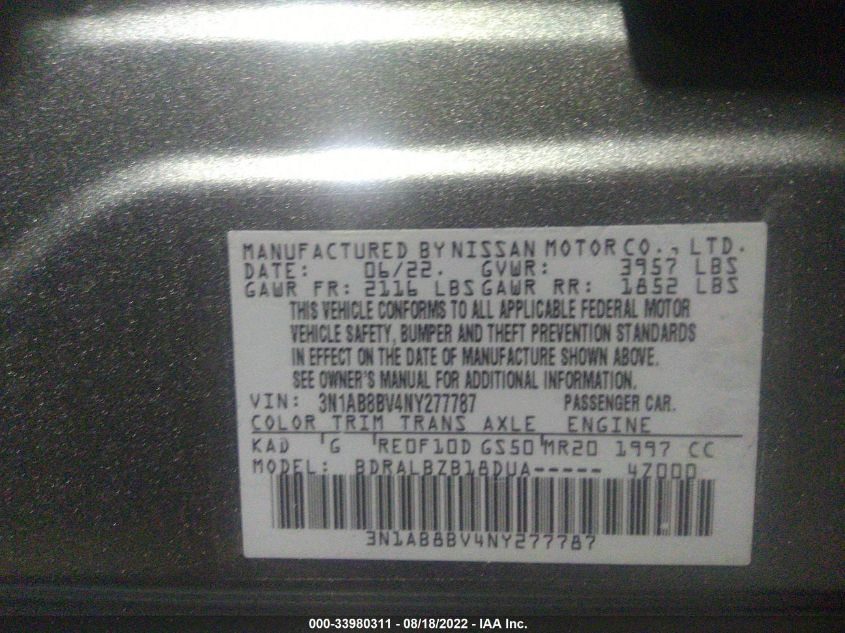 MANUFACTURED BY NISSAN MOTOR CO., LTD.
DATE: 06/22. GVWR: 3957 LBS
GAWR FR: 2116 LBS GAWR RR: 1852 LBS
THIS VEHICLE CONFORMS TO ALL APPLICABLE FEDERAL MOTOR
VEHICLE SAFETY, BUMPER AND THEFT PREVENTION STANDARDS
IN EFFECT ON THE DATE OF MANUFACTURE SHOWN ABOVE.
SEE OWNER'S MANUAL FOR ADDITIONAL INFORMATION.
VIN: 3N1AB8BV4NY277787 PASSENGER CAR.
COLOR TRIM TRANS AXLE ENGINE
KAD G RE0F10D GS50 MR20 1997 CC
MODEL: BDRALBZB18DUA----- 4Z000
3N1AB8BV4NY277787
000-33980311 - 08/18/2022 - IAA Inc.